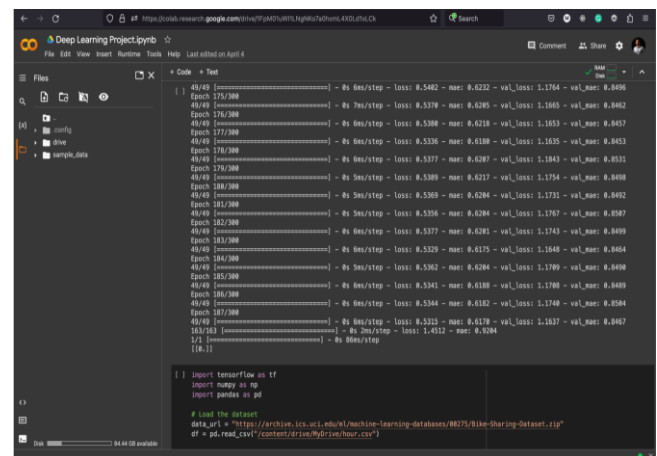 https://colab.research.google.com/drive/
Search
Deep Learning Project.ipynb
File Edit View Insert Runtime Tools Help Last edited on April 4
Comment Share
Files
+ Code + Text
RAM
Disk
..
.config
drive
sample_data
{x}
[ ] 49/49 [==============================] - 0s 6ms/step - loss: 0.5402 - mae: 0.6232 - val_loss: 1.1764 - val_mae: 0.8496
Epoch 175/300
49/49 [==============================] - 0s 7ms/step - loss: 0.5370 - mae: 0.6205 - val_loss: 1.1665 - val_mae: 0.8462
Epoch 176/300
49/49 [==============================] - 0s 6ms/step - loss: 0.5380 - mae: 0.6218 - val_loss: 1.1653 - val_mae: 0.8457
Epoch 177/300
49/49 [==============================] - 0s 6ms/step - loss: 0.5336 - mae: 0.6180 - val_loss: 1.1635 - val_mae: 0.8453
Epoch 178/300
49/49 [==============================] - 0s 6ms/step - loss: 0.5377 - mae: 0.6207 - val_loss: 1.1843 - val_mae: 0.8531
Epoch 179/300
49/49 [==============================] - 0s 6ms/step - loss: 0.5389 - mae: 0.6217 - val_loss: 1.1754 - val_mae: 0.8498
Epoch 180/300
49/49 [==============================] - 0s 5ms/step - loss: 0.5369 - mae: 0.6204 - val_loss: 1.1731 - val_mae: 0.8492
Epoch 181/300
49/49 [==============================] - 0s 5ms/step - loss: 0.5356 - mae: 0.6204 - val_loss: 1.1767 - val_mae: 0.8507
Epoch 182/300
49/49 [==============================] - 0s 6ms/step - loss: 0.5377 - mae: 0.6201 - val_loss: 1.1743 - val_mae: 0.8499
Epoch 183/300
49/49 [==============================] - 0s 6ms/step - loss: 0.5329 - mae: 0.6175 - val_loss: 1.1648 - val_mae: 0.8464
Epoch 184/300
49/49 [==============================] - 0s 5ms/step - loss: 0.5362 - mae: 0.6204 - val_loss: 1.1709 - val_mae: 0.8490
Epoch 185/300
49/49 [==============================] - 0s 6ms/step - loss: 0.5341 - mae: 0.6188 - val_loss: 1.1708 - val_mae: 0.8489
Epoch 186/300
49/49 [==============================] - 0s 6ms/step - loss: 0.5344 - mae: 0.6182 - val_loss: 1.1740 - val_mae: 0.8504
Epoch 187/300
49/49 [==============================] - 0s 6ms/step - loss: 0.5315 - mae: 0.6170 - val_loss: 1.1637 - val_mae: 0.8467
163/163 [==============================] - 0s 2ms/step - loss: 1.4512 - mae: 0.9204
1/1 [==============================] - 0s 86ms/step
[[0.]]
[ ] import tensorflow as tf
import numpy as np
import pandas as pd
# Load the dataset
data_url = "https://archive.ics.uci.edu/ml/machine-learning-databases/00275/Bike-Sharing-Dataset.zip"
df = pd.read_csv("/content/drive/MyDrive/hour.csv")
Disk 84.44 GB available